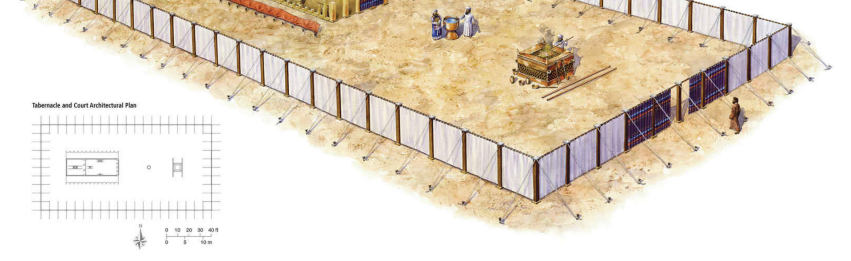 Tabernacle and Court Architectural Plan
N
0 10 20 30 40 ft
0 5 10 m